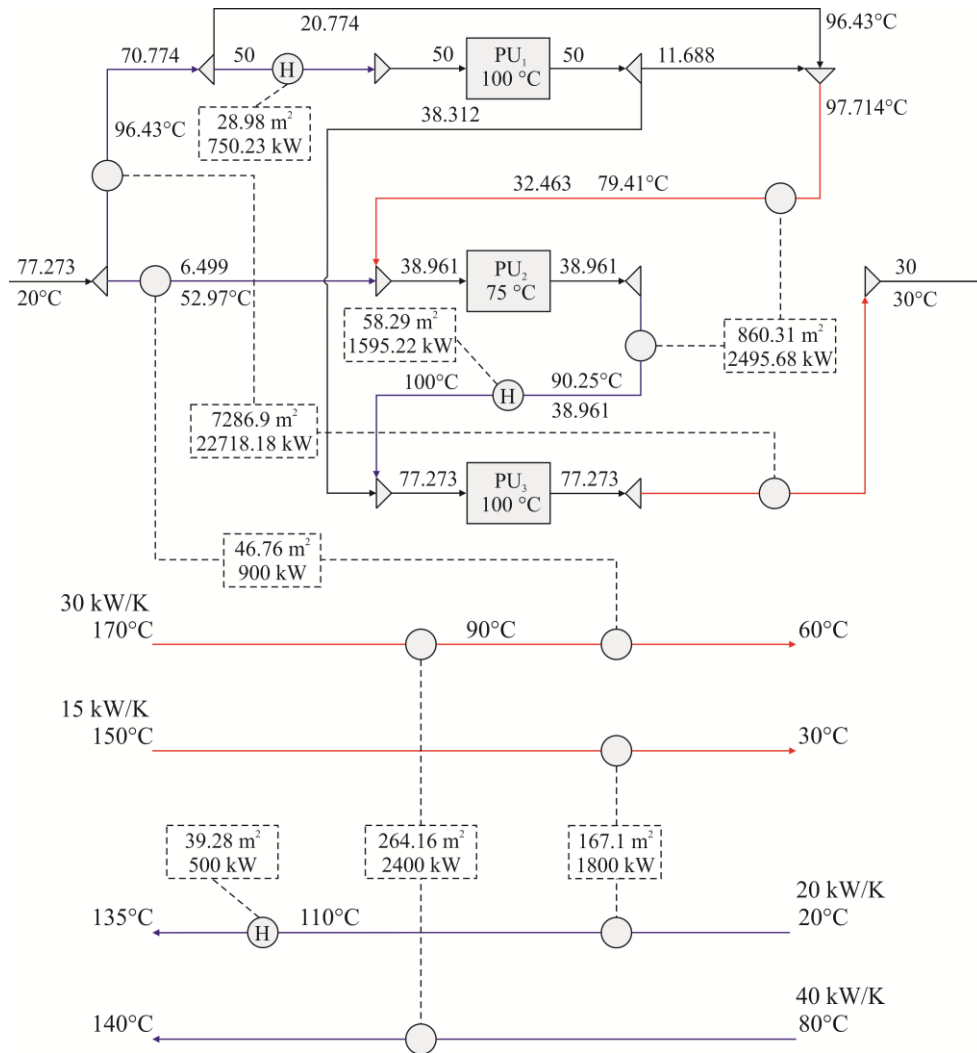 20.774
96.43°C
70.774
50
H
50
PU₁
100 °C
50
11.688
28.98 m²
750.23 kW
38.312
97.714°C
96.43°C
32.463
79.41°C
77.273
20°C
6.499
52.97°C
38.961
PU₂
75 °C
38.961
30
30°C
58.29 m²
1595.22 kW
860.31 m²
2495.68 kW
100°C
H
90.25°C
38.961
7286.9 m²
22718.18 kW
77.273
PU₃
100 °C
77.273
46.76 m²
900 kW
30 kW/K
170°C
90°C
60°C
15 kW/K
150°C
30°C
39.28 m²
500 kW
264.16 m²
2400 kW
167.1 m²
1800 kW
135°C
H
110°C
20 kW/K
20°C
140°C
40 kW/K
80°C